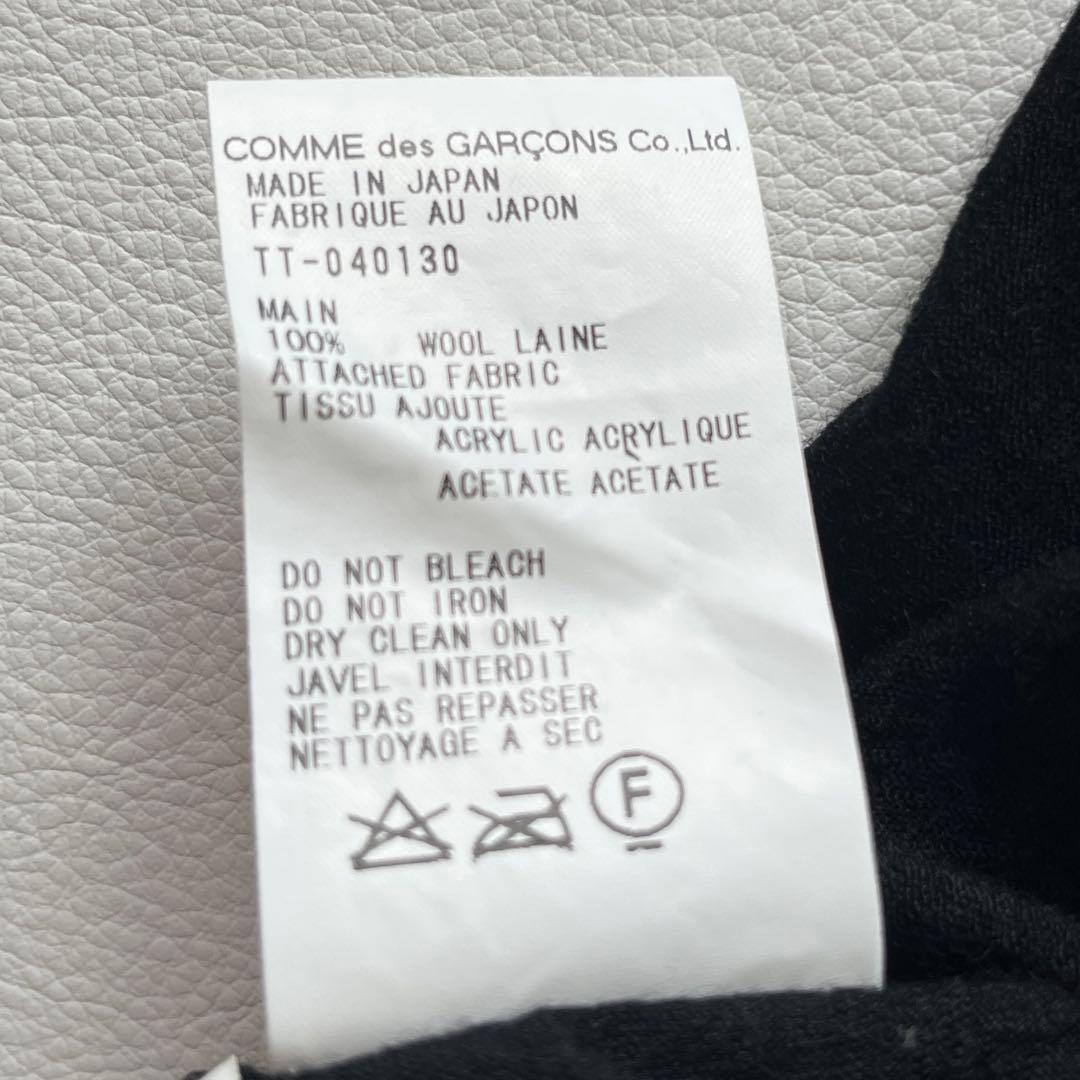 COMME des GARÇONS Co.,Ltd.
MADE IN JAPAN
FABRIQUE AU JAPON
TT-040130
MAIN
100% WOOL LAINE
ATTACHED FABRIC
TISSU AJOUTE
ACRYLIC ACRYLIQUE
ACETATE ACETATE
DO NOT BLEACH
DO NOT IRON
DRY CLEAN ONLY
JAVEL INTERDIT
NE PAS REPASSER
NETTOYAGE A SEC
F